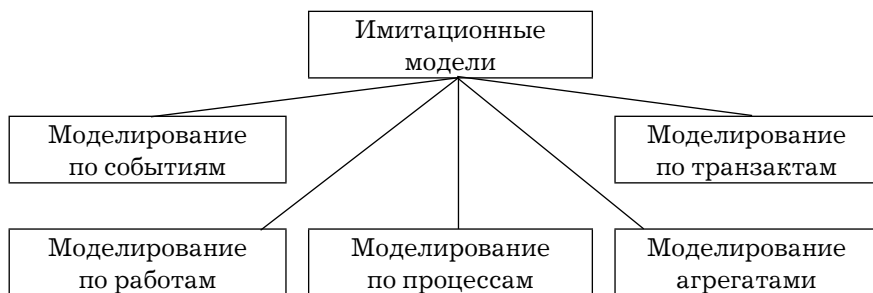 Имитационные
модели
Моделирование
по событиям
Моделирование
по транзактам
Моделирование
по работам
Моделирование
по процессам
Моделирование
агрегатами